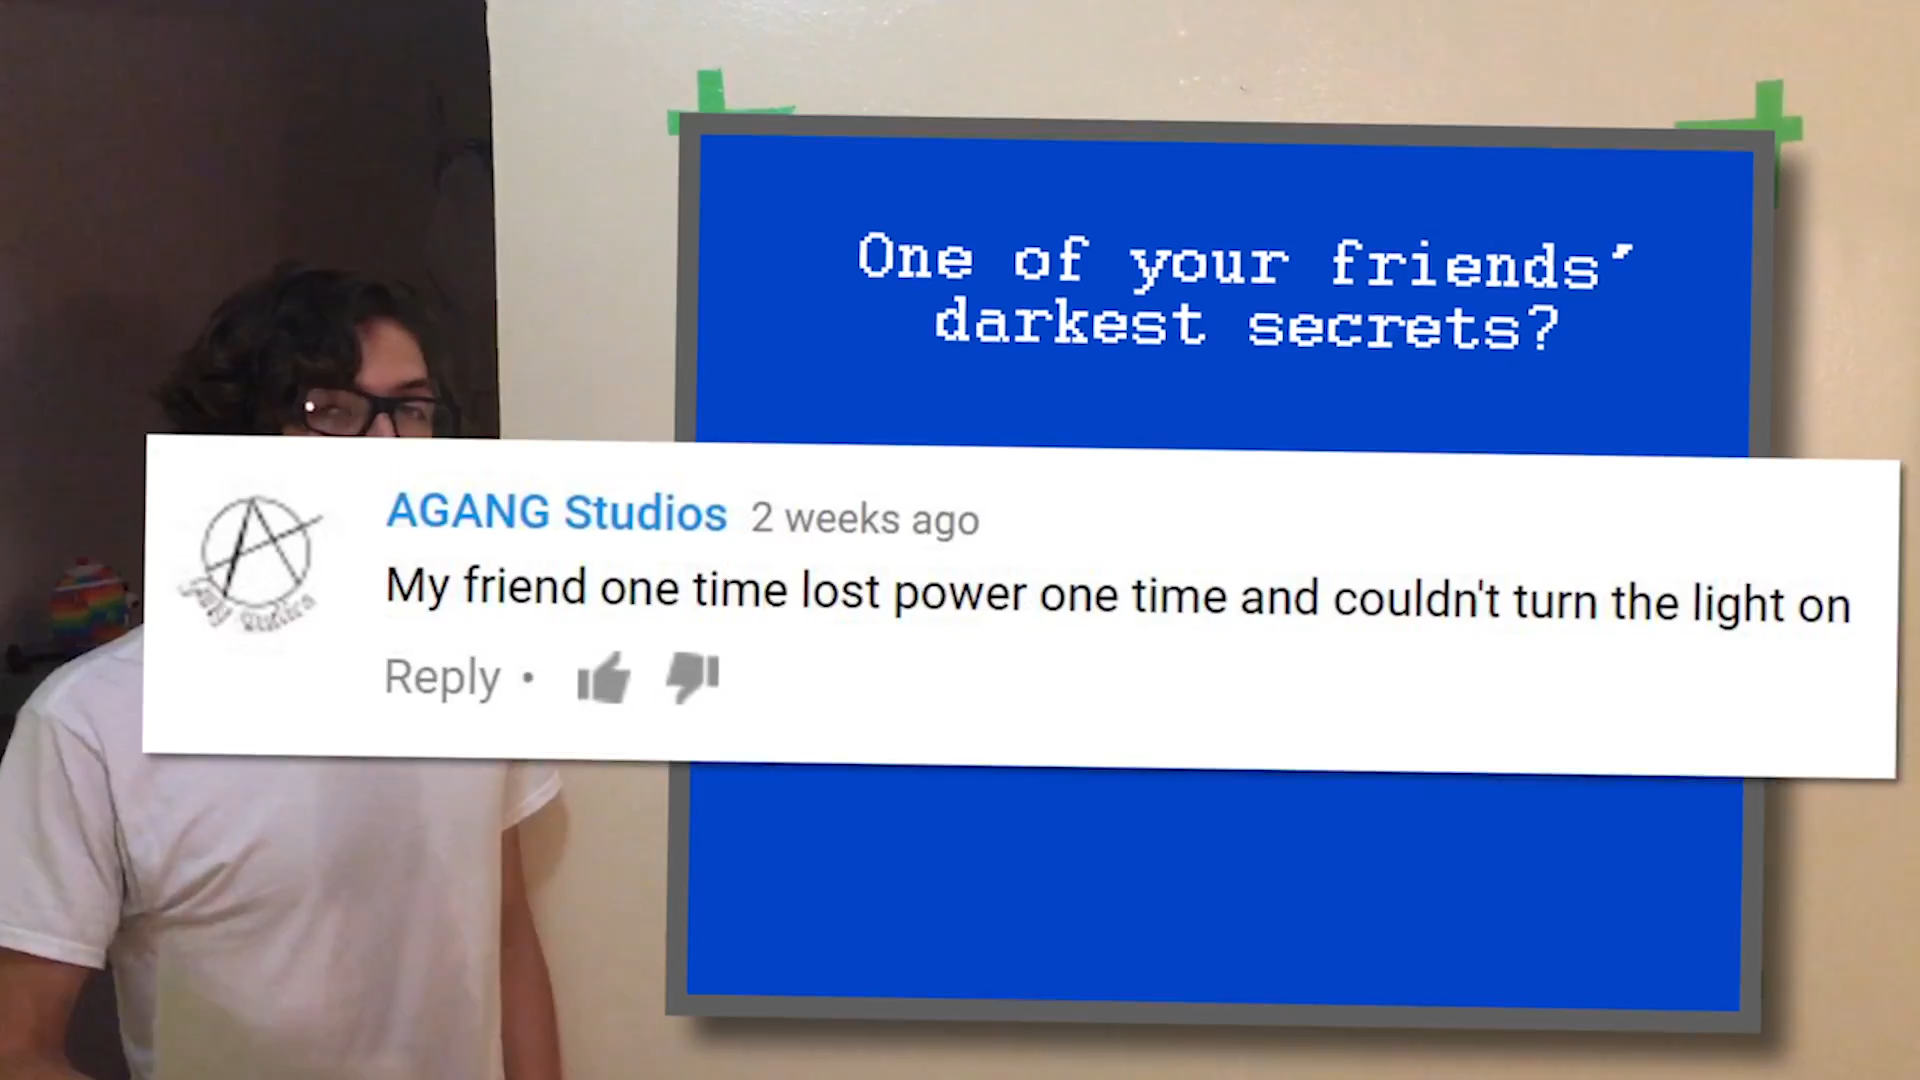 One of your friends’
darkest secrets?
AGANG Studios 2 weeks ago
My friend one time lost power one time and couldn't turn the light on
Reply •